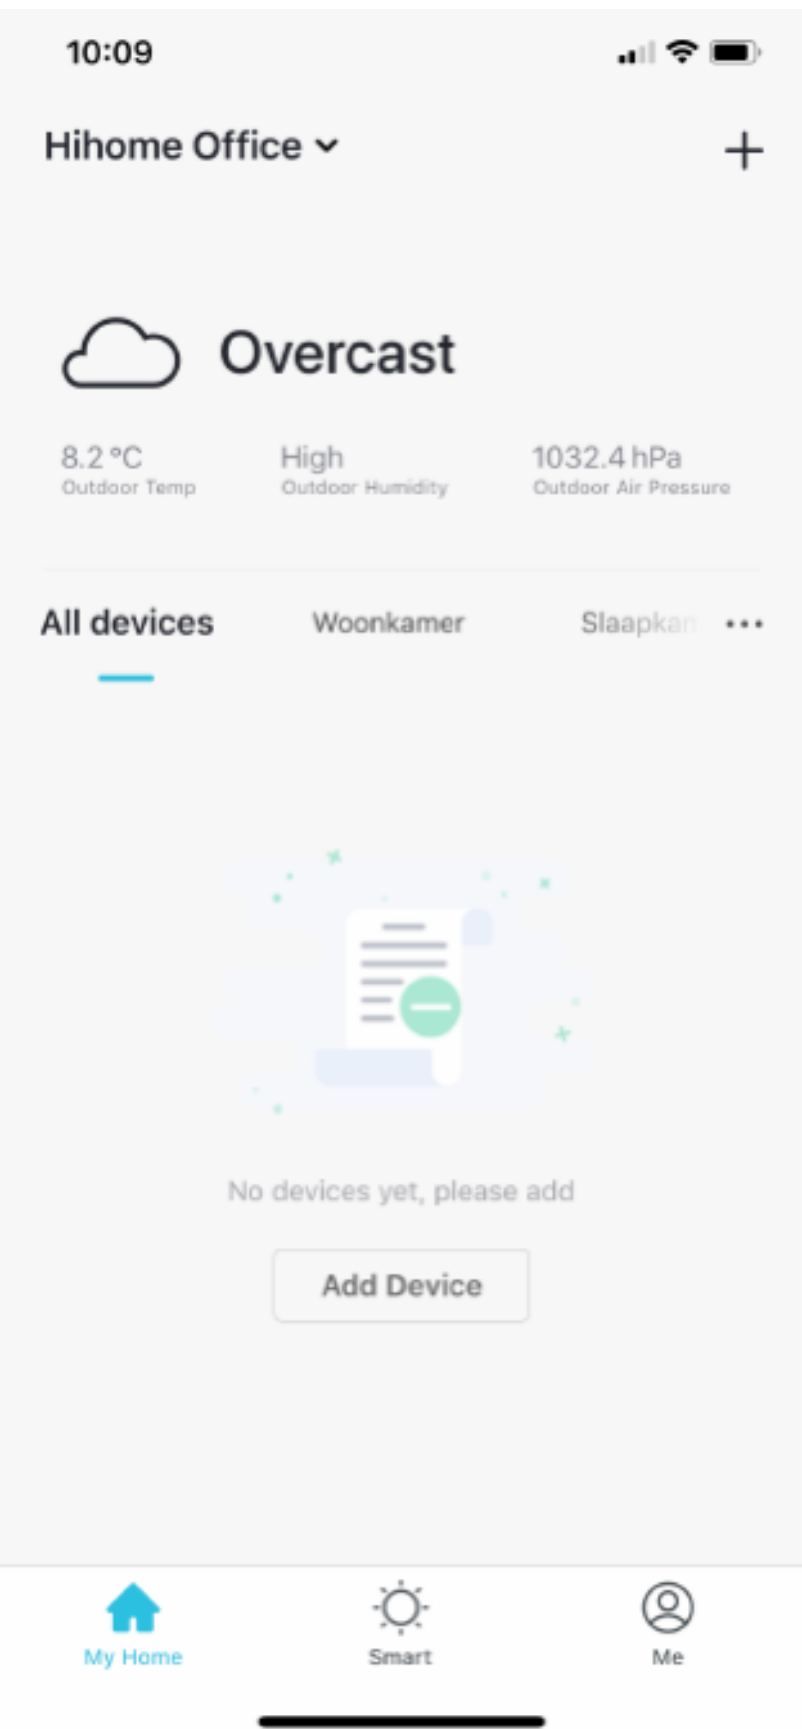 10:09
Hihome Office
Overcast
8.2 °C High 1032.4 hPa
Outdoor Temp Outdoor Humidity Outdoor Air Pressure
All devices Woonkamer Slaapkan
No devices yet, please add
Add Device
My Home Smart Me